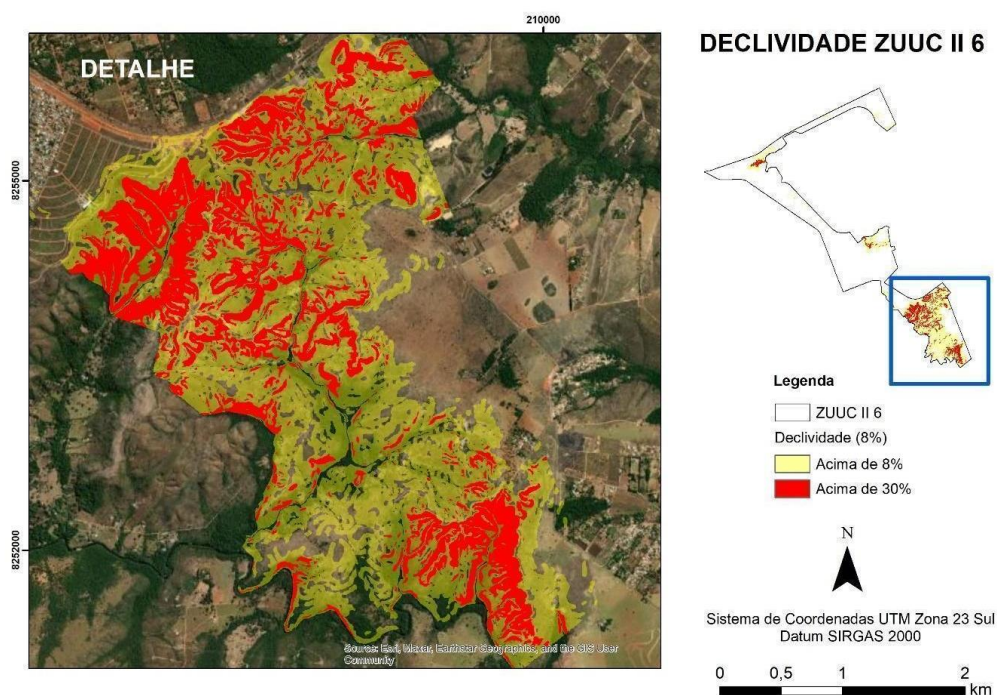 210000
DECLIVIDADE ZUUC II 6
DETALHE
8255000
8252000
Legenda
ZUUC II 6
Declividade (8%)
Acima de 8%
Acima de 30%
N
Sistema de Coordenadas UTM Zona 23 Sul
Datum SIRGAS 2000
Source: Esri, Maxar, Earthstar Geographics, and the GIS User
Community
0 0,5 1 2
km